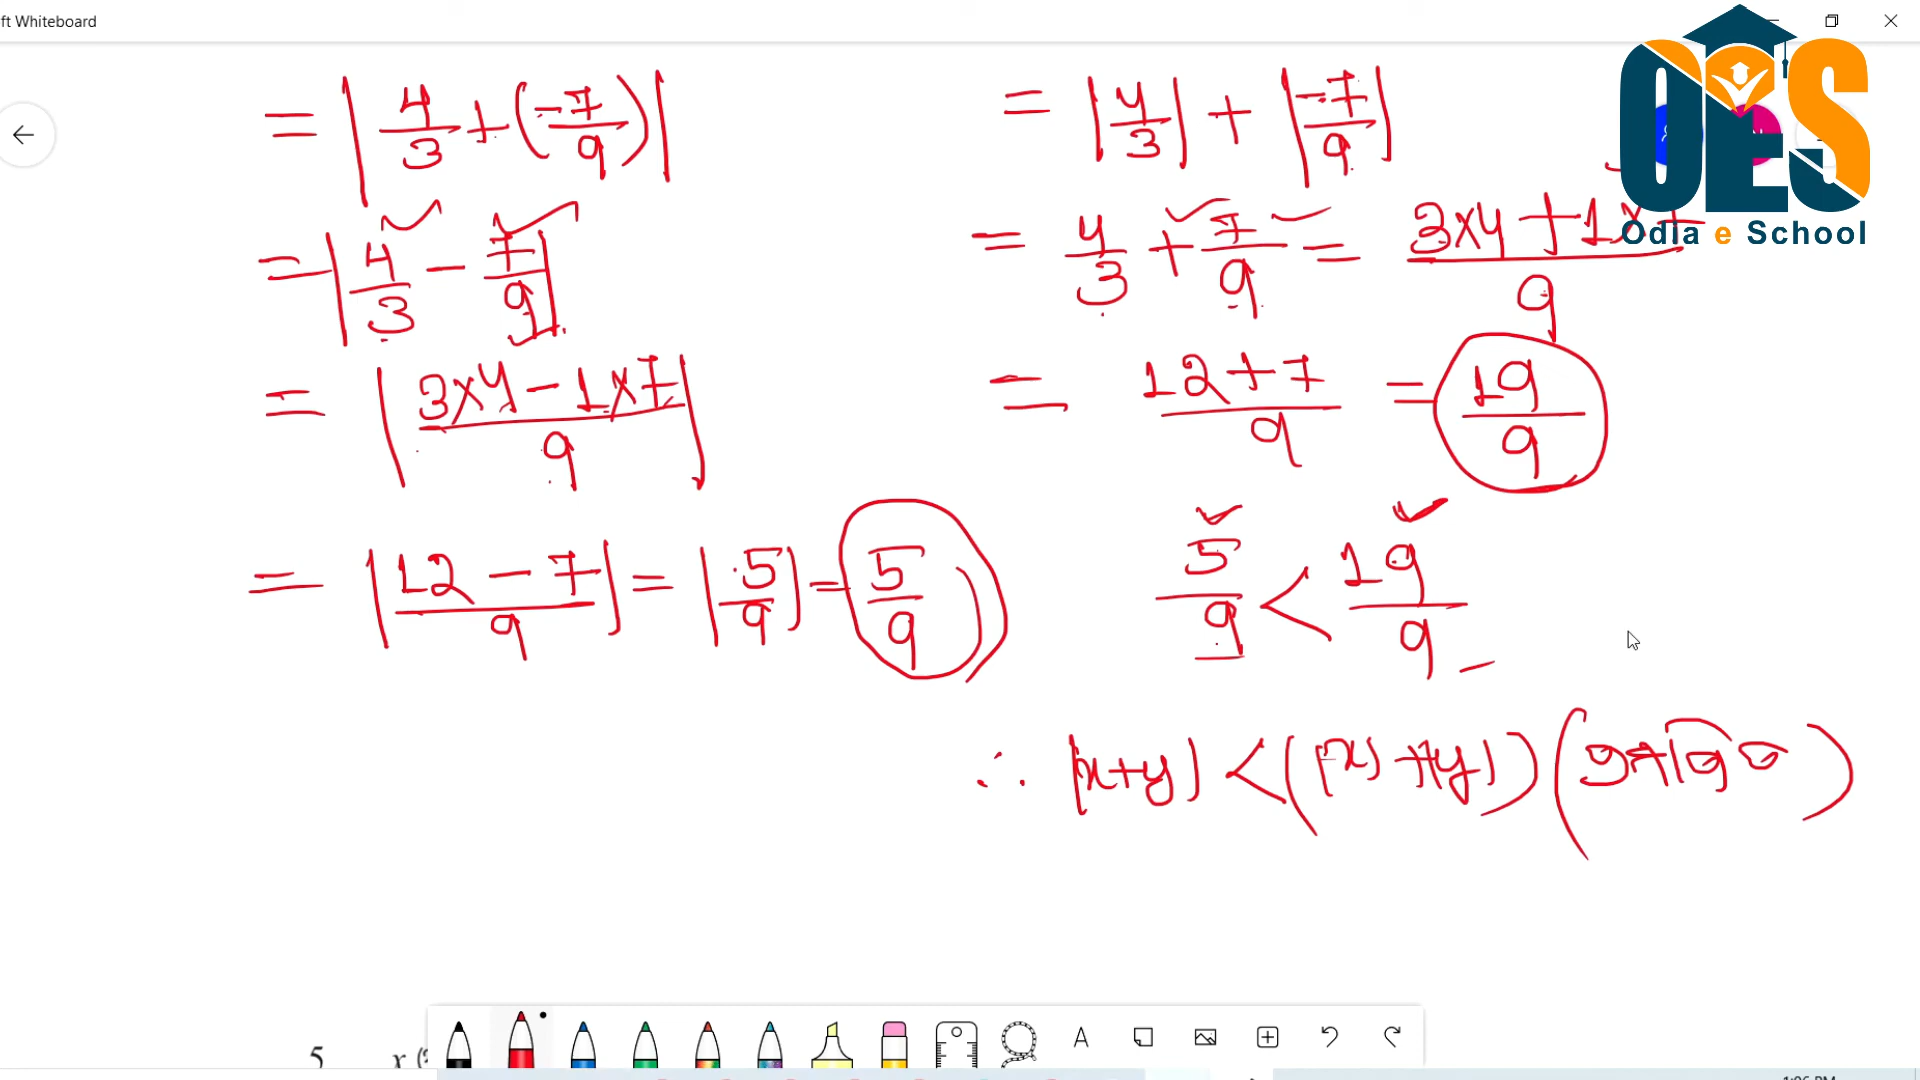 ft Whiteboard
= |4/3 + (-7/9)|
= |4/3 - 7/9|
= |(3×4 - 1×7)/9|
= |(12 - 7)/9| = |5/9| = 5/9
= |4/3| + |-7/9|
= 4/3 + 7/9 = (3×4 + 1×7)/9
= (12 + 7)/9 = 19/9
5/9 < 19/9
∴ |x+y| < (|x| + |y|)
OES
Odia e School
5 x